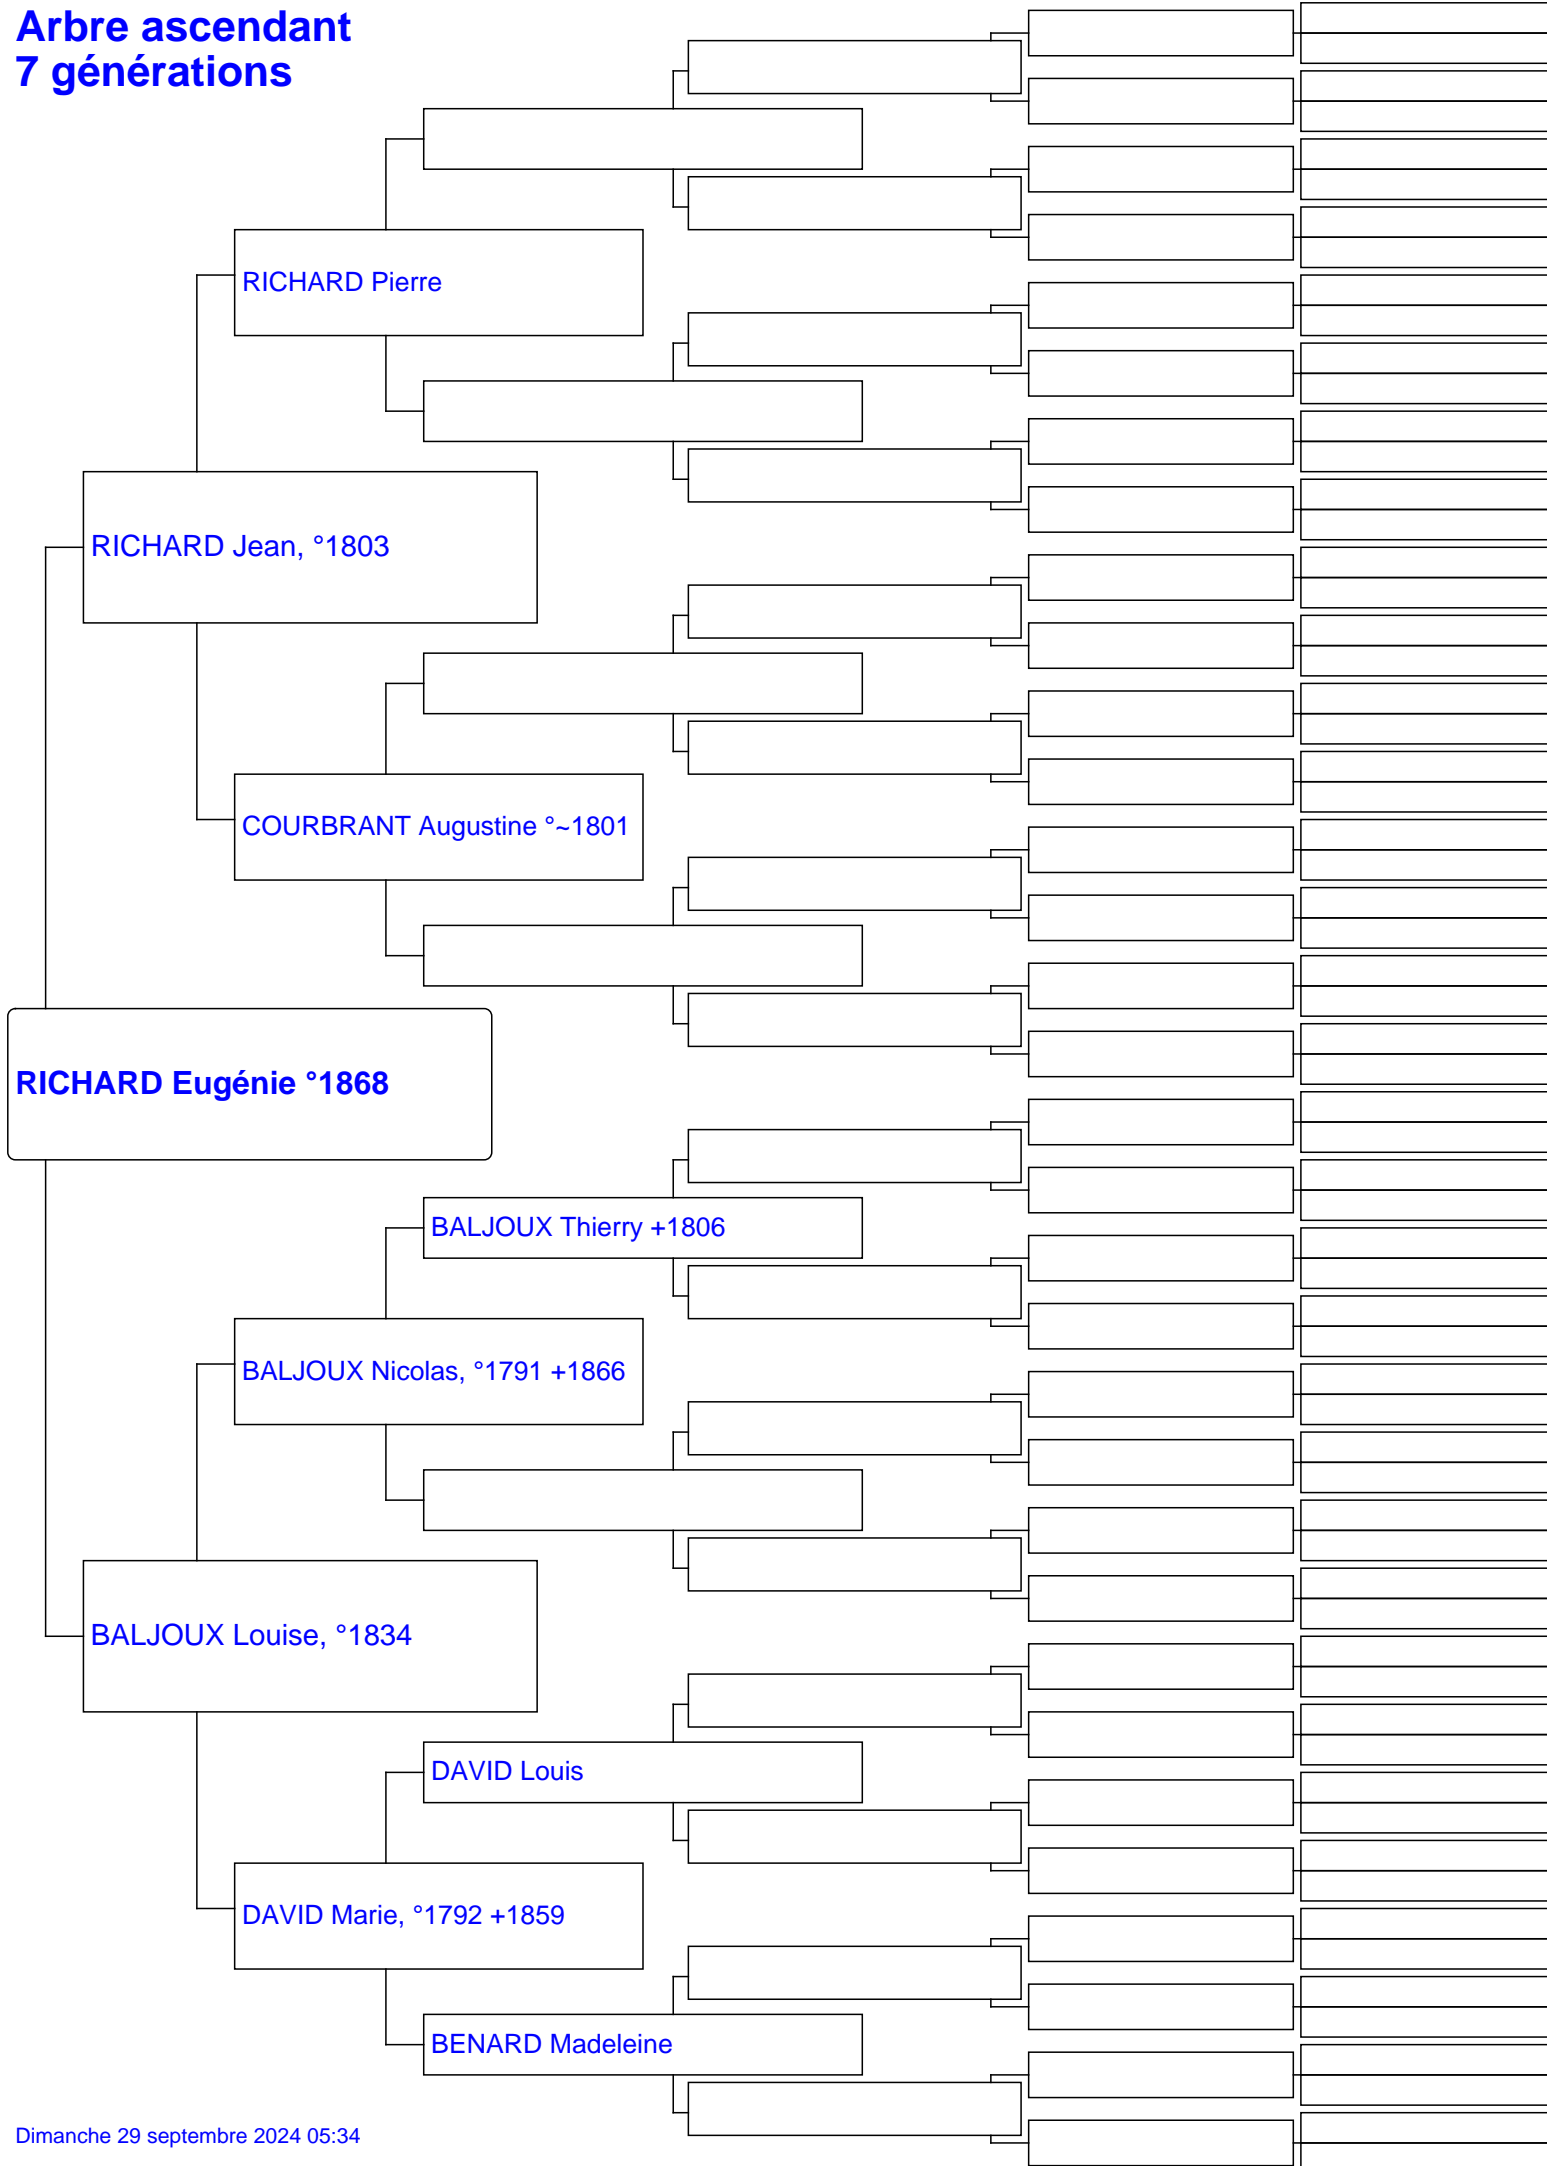 Arbre ascendant
7 générations
RICHARD Pierre
RICHARD Jean, °1803
COURBRANT Augustine °~1801
RICHARD Eugénie °1868
BALJOUX Thierry +1806
BALJOUX Nicolas, °1791 +1866
BALJOUX Louise, °1834
DAVID Louis
DAVID Marie, °1792 +1859
BENARD Madeleine
Dimanche 29 septembre 2024 05:34